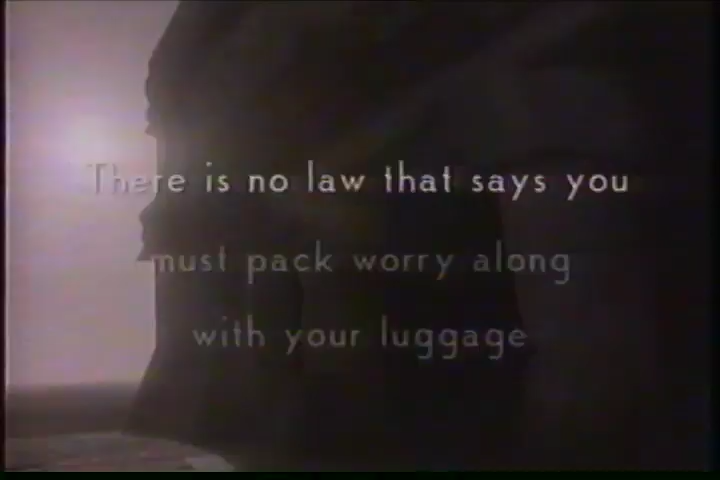 There is no law that says you
must pack worry along
with your luggage